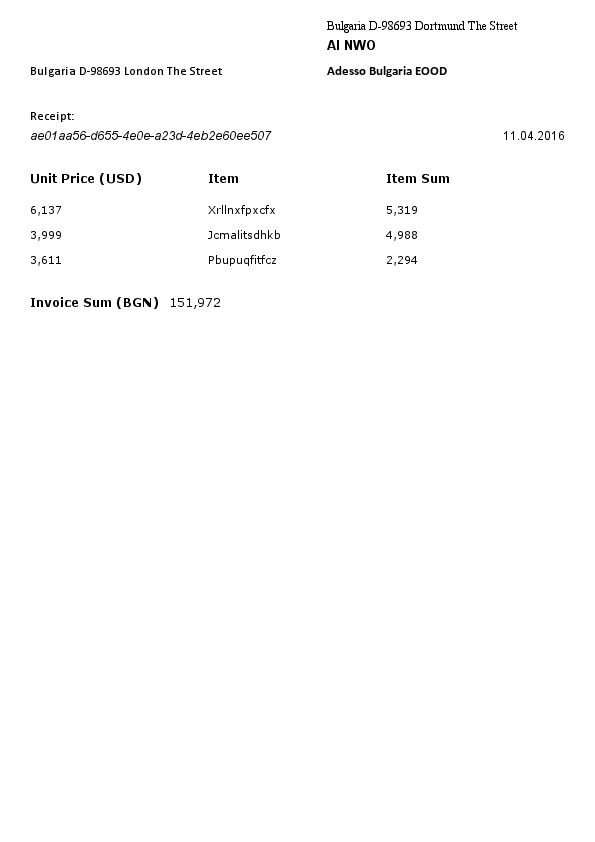 Bulgaria D-98693 Dortmund The Street
AI NWO
Bulgaria D-98693 London The Street Adesso Bulgaria EOOD
Receipt:
ae01aa56-d655-4e0e-a23d-4eb2e60ee507 11.04.2016
Unit Price (USD) Item Item Sum
6,137 Xrllnxfpxcfx 5,319
3,999 Jcmalitsdhkb 4,988
3,611 Pbupuqfitfcz 2,294
Invoice Sum (BGN) 151,972